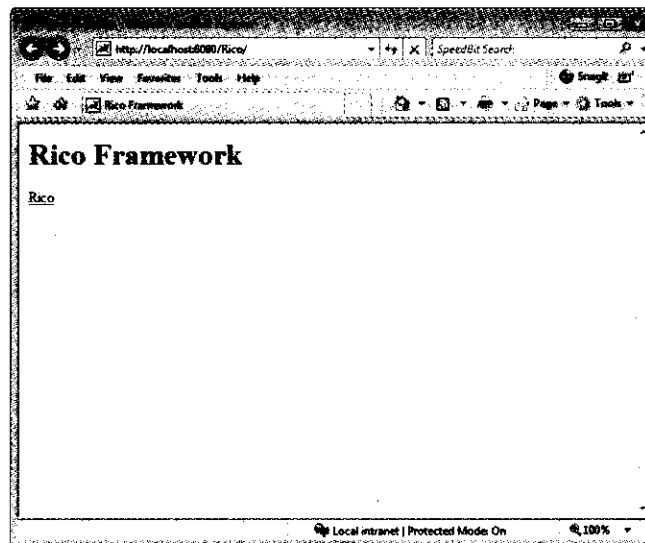 http://localhost:8080/Rico/
SpeedBit Search
File Edit View Favorites Tools Help
SnagIt
Rico Framework
Page Tools
Rico Framework
Rico
Local intranet | Protected Mode: On
100%